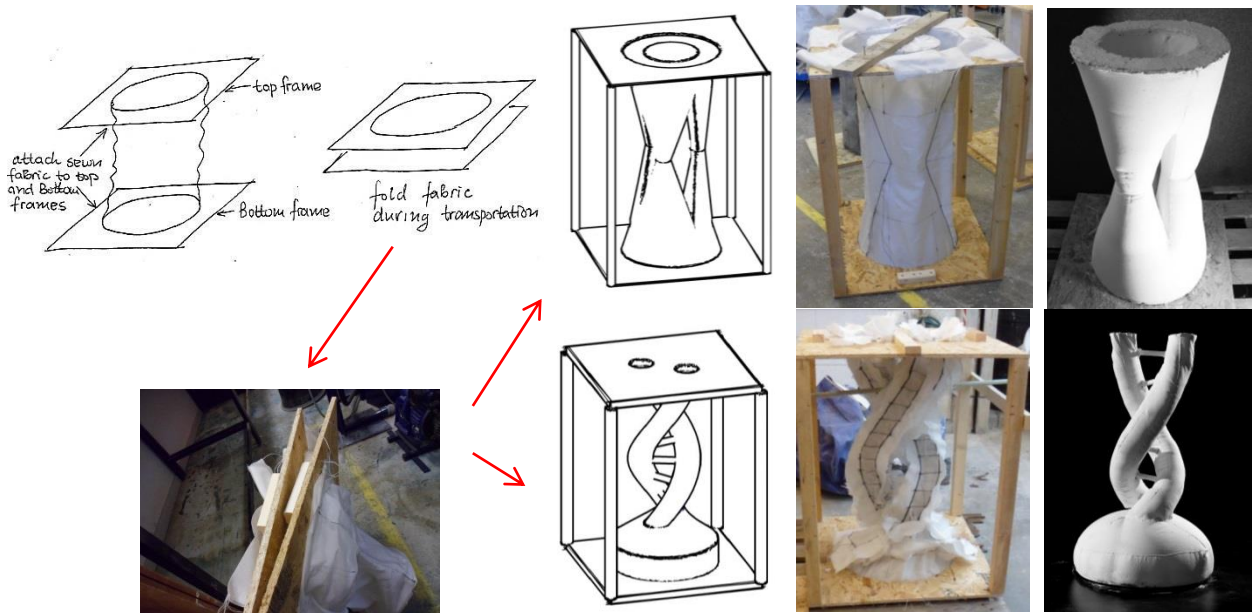 top frame
attach sewn
fabric to top
and Bottom
frames
Bottom frame
fold fabric
during transportation